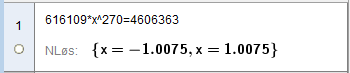 1
616109*x^270=4606363
NLøs: {x = −1.0075, x = 1.0075}